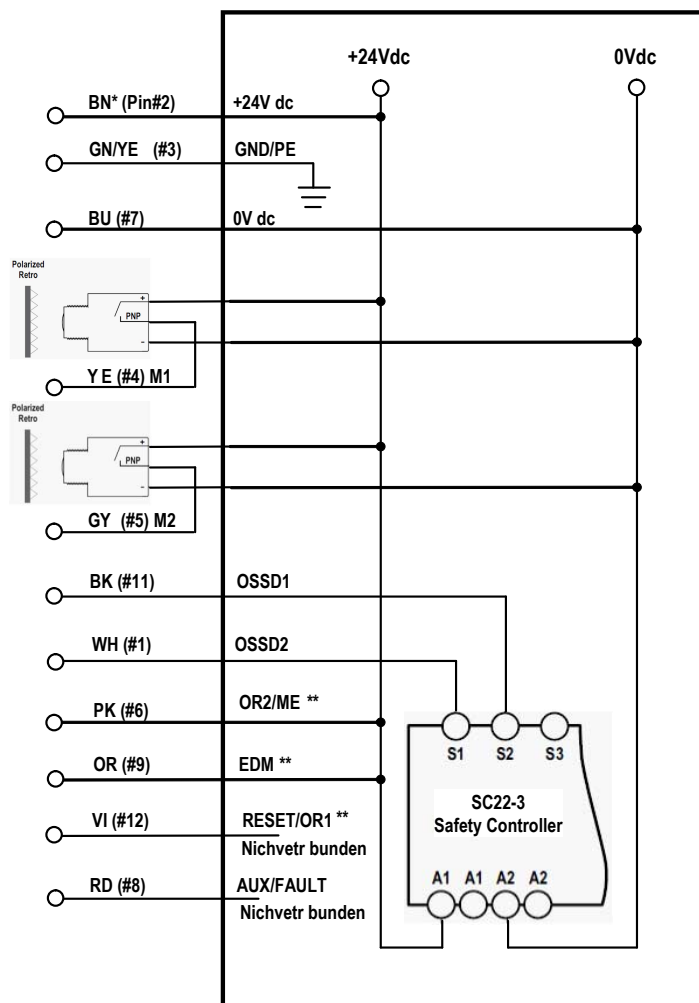 +24Vdc 0Vdc
BN* (Pin#2) +24V dc
GN/YE (#3) GND/PE
BU (#7) 0V dc
Polarized
Retro
+
PNP
-
Y E (#4) M1
Polarized
Retro
+
PNP
-
GY (#5) M2
BK (#11) OSSD1
WH (#1) OSSD2
PK (#6) OR2/ME **
S1 S2 S3
OR (#9) EDM **
SC22-3
Safety Controller
VI (#12) RESET/OR1 **
Nichvetr bunden
A1 A1 A2 A2
RD (#8) AUX/FAULT
Nichvetr bunden